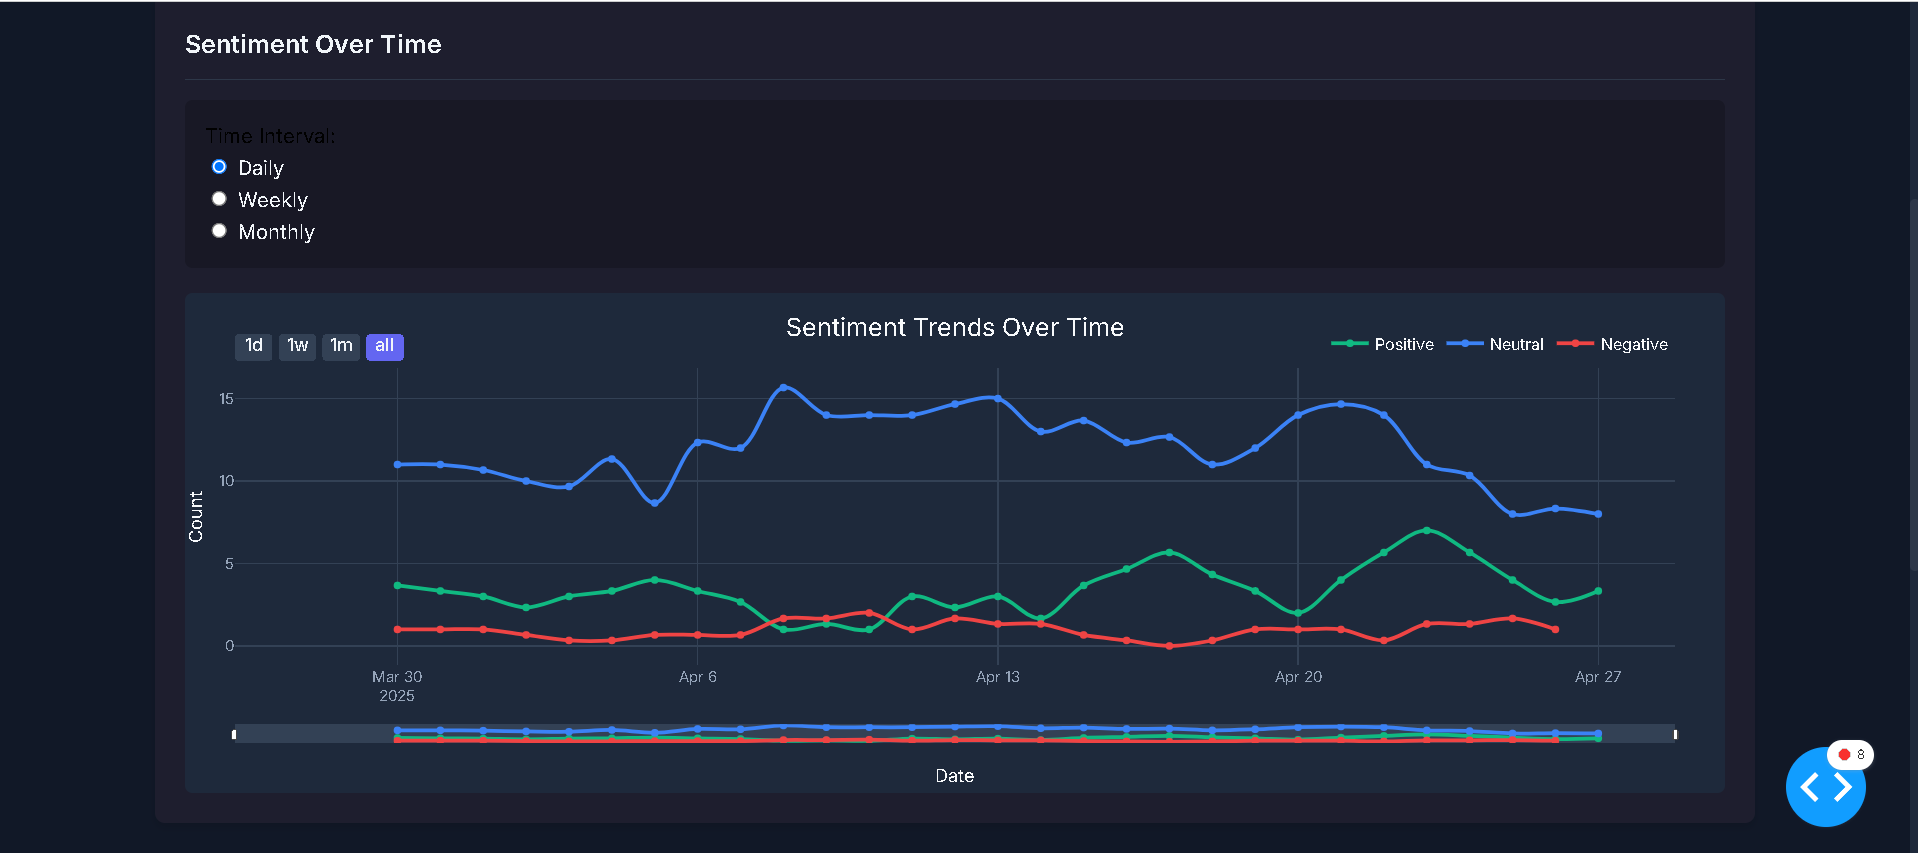 Sentiment Over Time
Time Interval:
Daily
Weekly
Monthly
Sentiment Trends Over Time
1d 1w 1m all
Positive Neutral Negative
15
10
5
0
Count
Mar 30 Apr 6 Apr 13 Apr 20 Apr 27
2025
Date
8